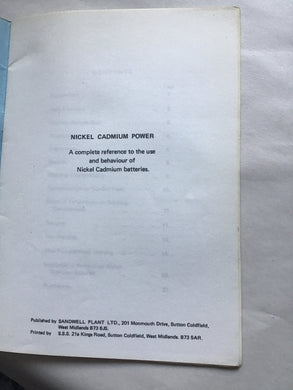 NICKEL CADMIUM POWER
A complete reference to the use
and behaviour of
Nickel Cadmium batteries.
Published by SANDWELL PLANT LTD., 201 Monmouth Drive, Sutton Coldfield,
West Midlands B73 6JS.
Printed by S.B.S. 21a Kings Road, Sutton Coldfield, West Midlands. B73 5AR.